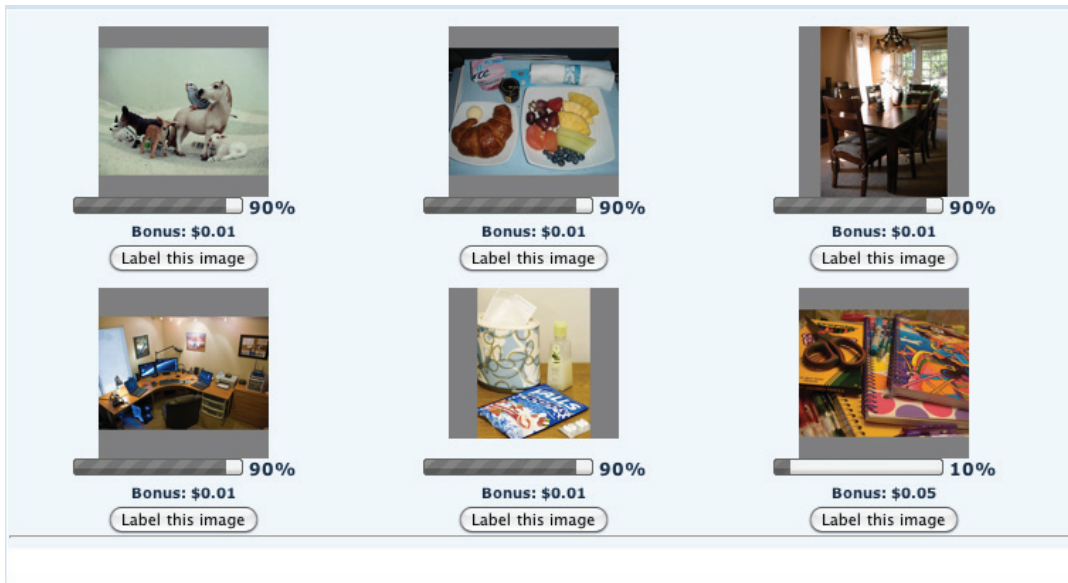 90% 90% 90%
Bonus: $0.01 Bonus: $0.01 Bonus: $0.01
Label this image Label this image Label this image
90% 90% 10%
Bonus: $0.01 Bonus: $0.01 Bonus: $0.05
Label this image Label this image Label this image